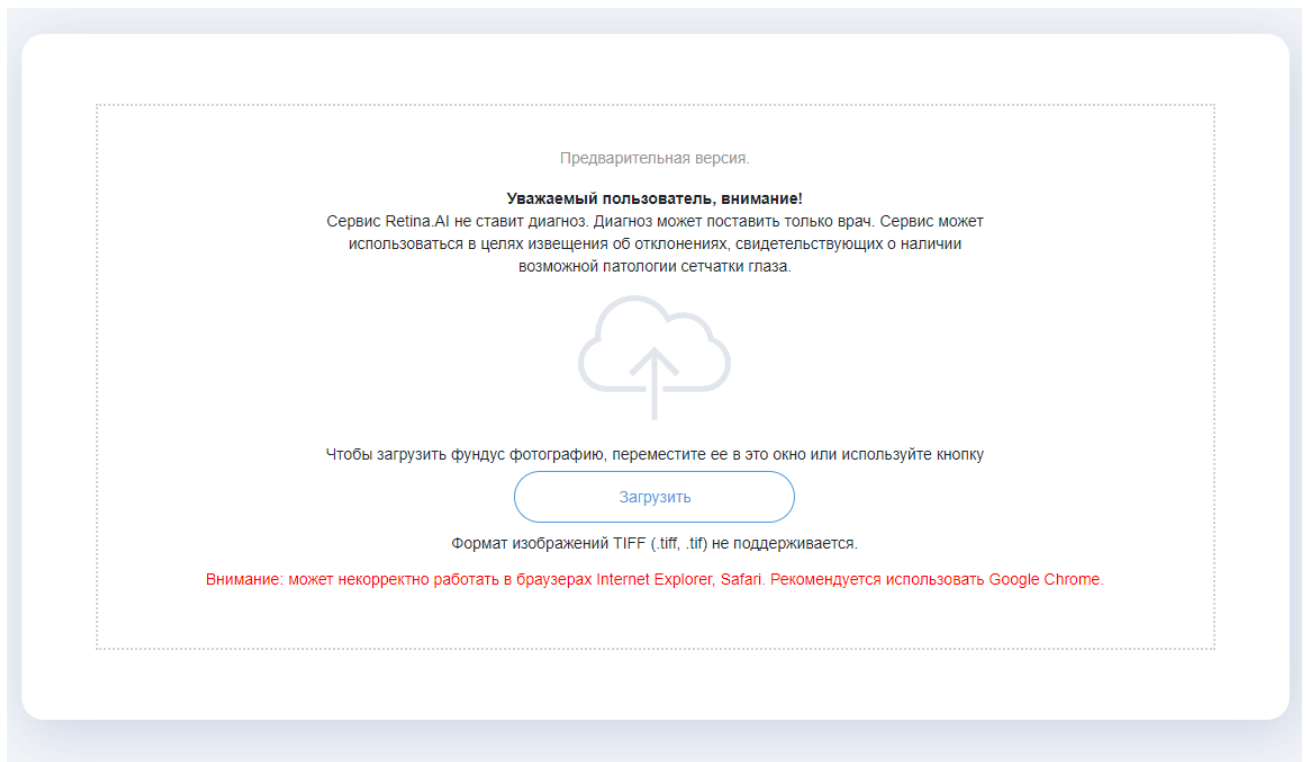 Предварительная версия.
Уважаемый пользователь, внимание!
Сервис Retina.AI не ставит диагноз. Диагноз может поставить только врач. Сервис может
использоваться в целях извещения об отклонениях, свидетельствующих о наличии
возможной патологии сетчатки глаза.
Чтобы загрузить фундус фотографию, переместите ее в это окно или используйте кнопку
Загрузить
Формат изображений TIFF (.tiff, .tif) не поддерживается.
Внимание: может некорректно работать в браузерах Internet Explorer, Safari. Рекомендуется использовать Google Chrome.